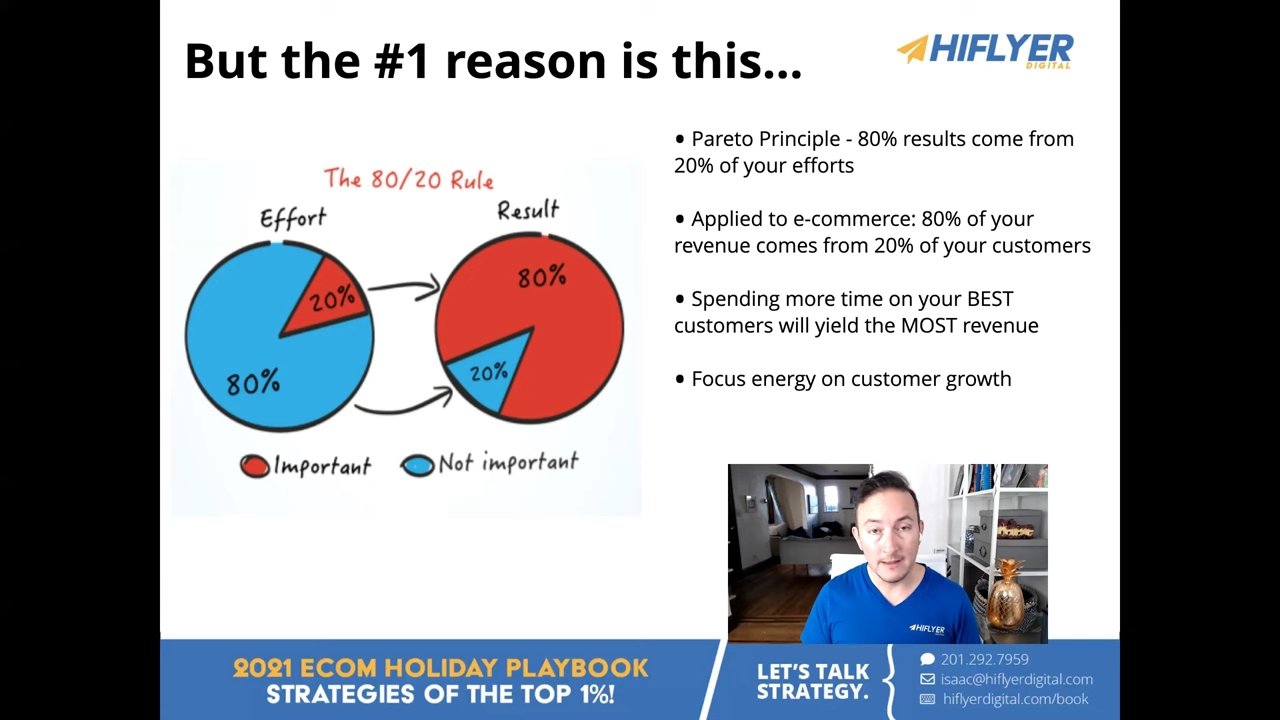 But the #1 reason is this...
HIFLYER
DIGITAL
The 80/20 Rule
Effort
Result
20%
80%
80%
20%
Important
Not important
• Pareto Principle - 80% results come from
20% of your efforts
• Applied to e-commerce: 80% of your
revenue comes from 20% of your customers
• Spending more time on your BEST
customers will yield the MOST revenue
• Focus energy on customer growth
HIFLYER
2021 ECOM HOLIDAY PLAYBOOK
STRATEGIES OF THE TOP 1%!
LET'S TALK
STRATEGY.
201.292.7959
isaac@hiflyerdigital.com
hiflyerdigital.com/book